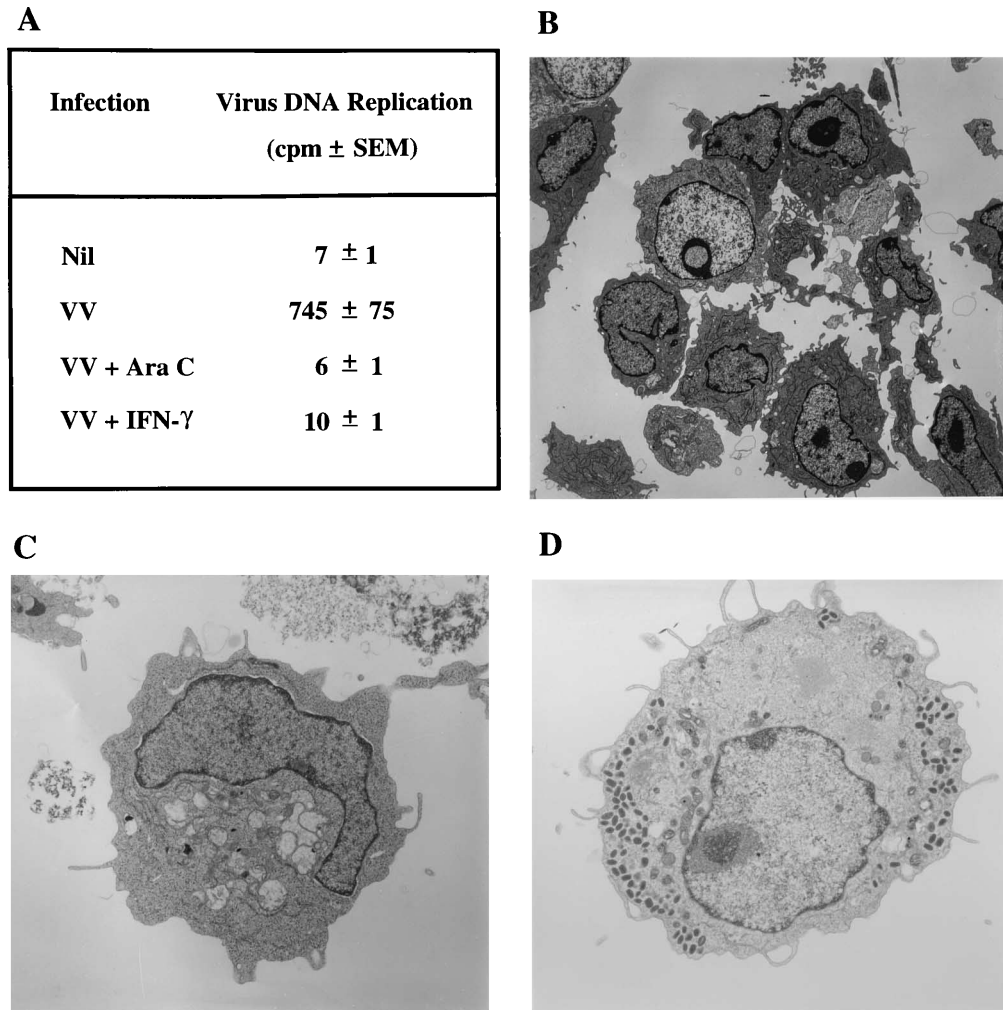 A
Infection Virus DNA Replication
(cpm ± SEM)
Nil 7 ± 1
VV 745 ± 75
VV + Ara C 6 ± 1
VV + IFN-γ 10 ± 1
B
C
D